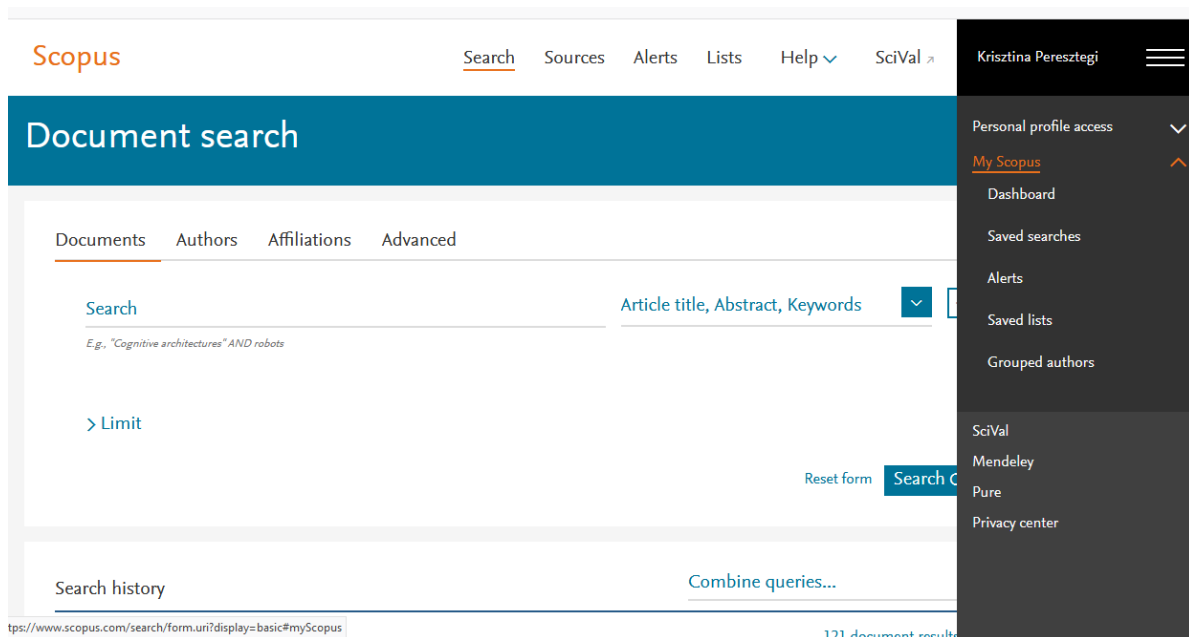 Scopus
Search Sources Alerts Lists Help SciVal
Krisztina Peresztegi
Document search
Personal profile access
My Scopus
Dashboard
Saved searches
Alerts
Saved lists
Grouped authors
SciVal
Mendeley
Pure
Privacy center
Documents Authors Affiliations Advanced
Search
Article title, Abstract, Keywords
E.g., "Cognitive architectures" AND robots
Limit
Reset form Search
Search history
Combine queries...
121 document results
tps://www.scopus.com/search/form.uri?display=basic#myScopus